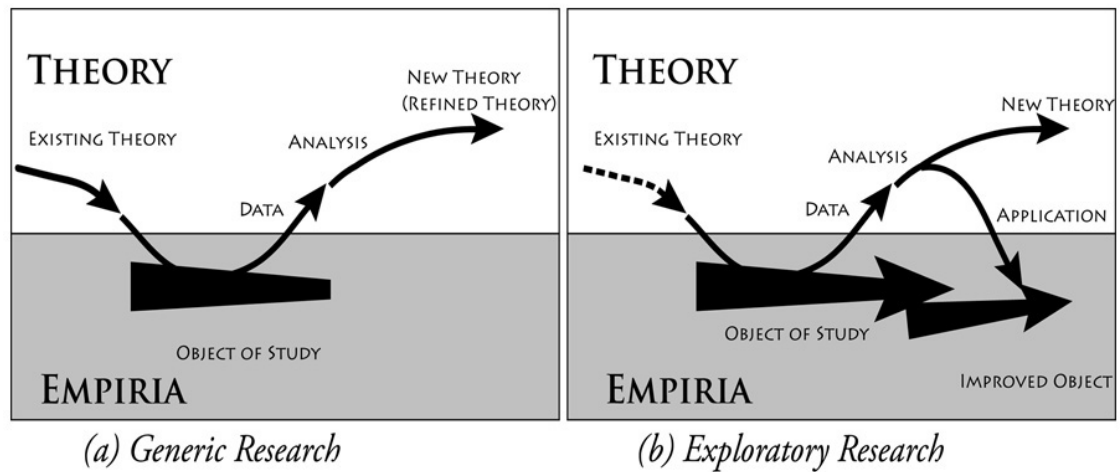 THEORY
NEW THEORY
(REFINED THEORY)
EXISTING THEORY
ANALYSIS
DATA
OBJECT OF STUDY
EMPIRIA
(a) Generic Research
THEORY
NEW THEORY
EXISTING THEORY
ANALYSIS
DATA
APPLICATION
OBJECT OF STUDY
IMPROVED OBJECT
EMPIRIA
(b) Exploratory Research